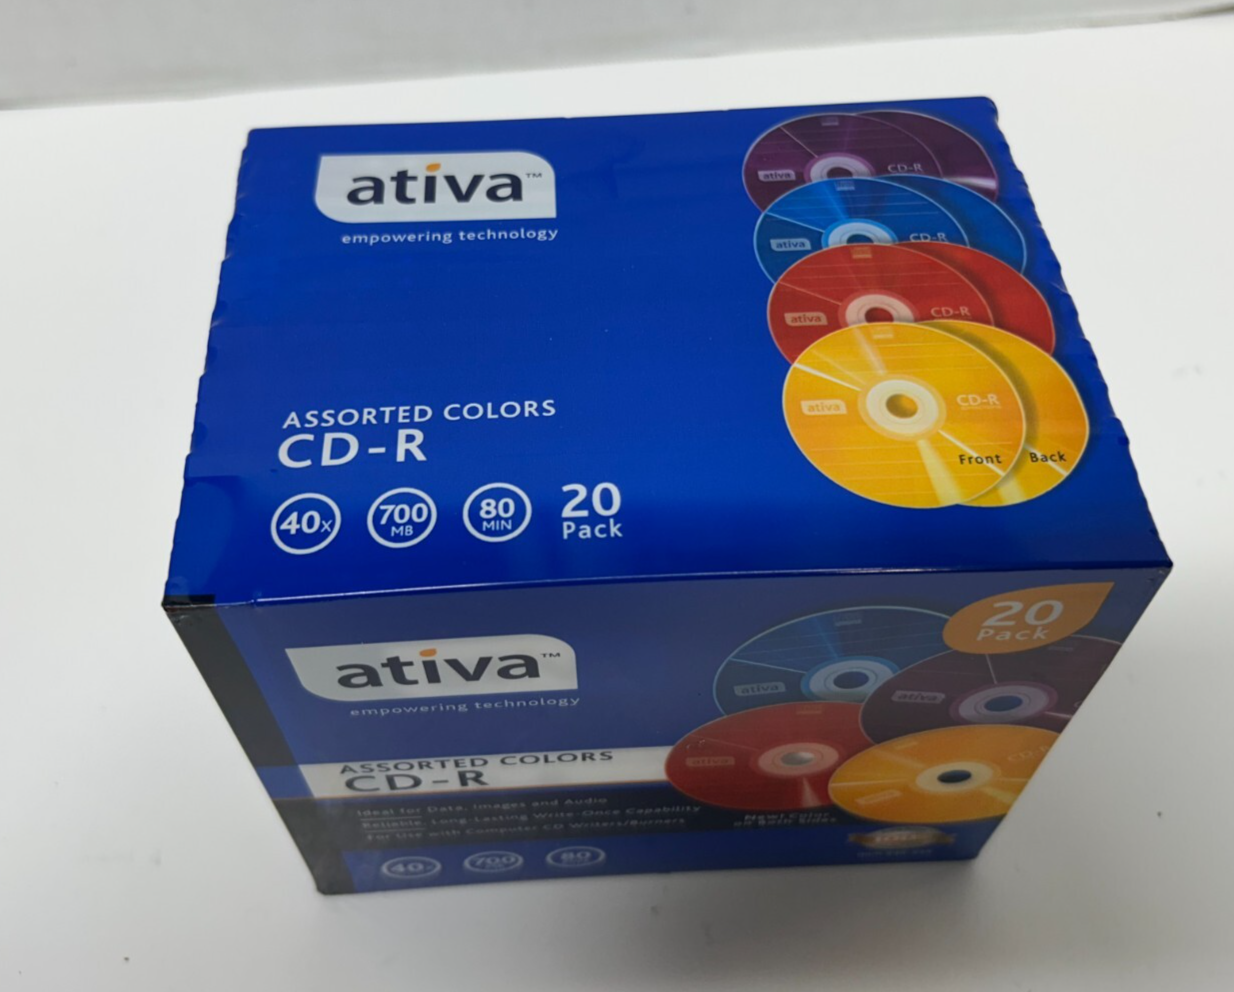 ativa™
empowering technology
ASSORTED COLORS
CD-R
40x
700 MB
80 MIN
20 Pack
ativa
CD-R
ativa
CD-R
ativa
CD-R
ativa
CD-R
Front
Back
20 Pack
ativa™
empowering technology
ativa
ativa
ativa
ASSORTED COLORS
CD-R
Ideal for Data, Images and Audio
Reliable, Long-Lasting Write-Once Capability
For Use with Computer CD Writers/Burners
New! Color
on Both Sides
40x
700
80